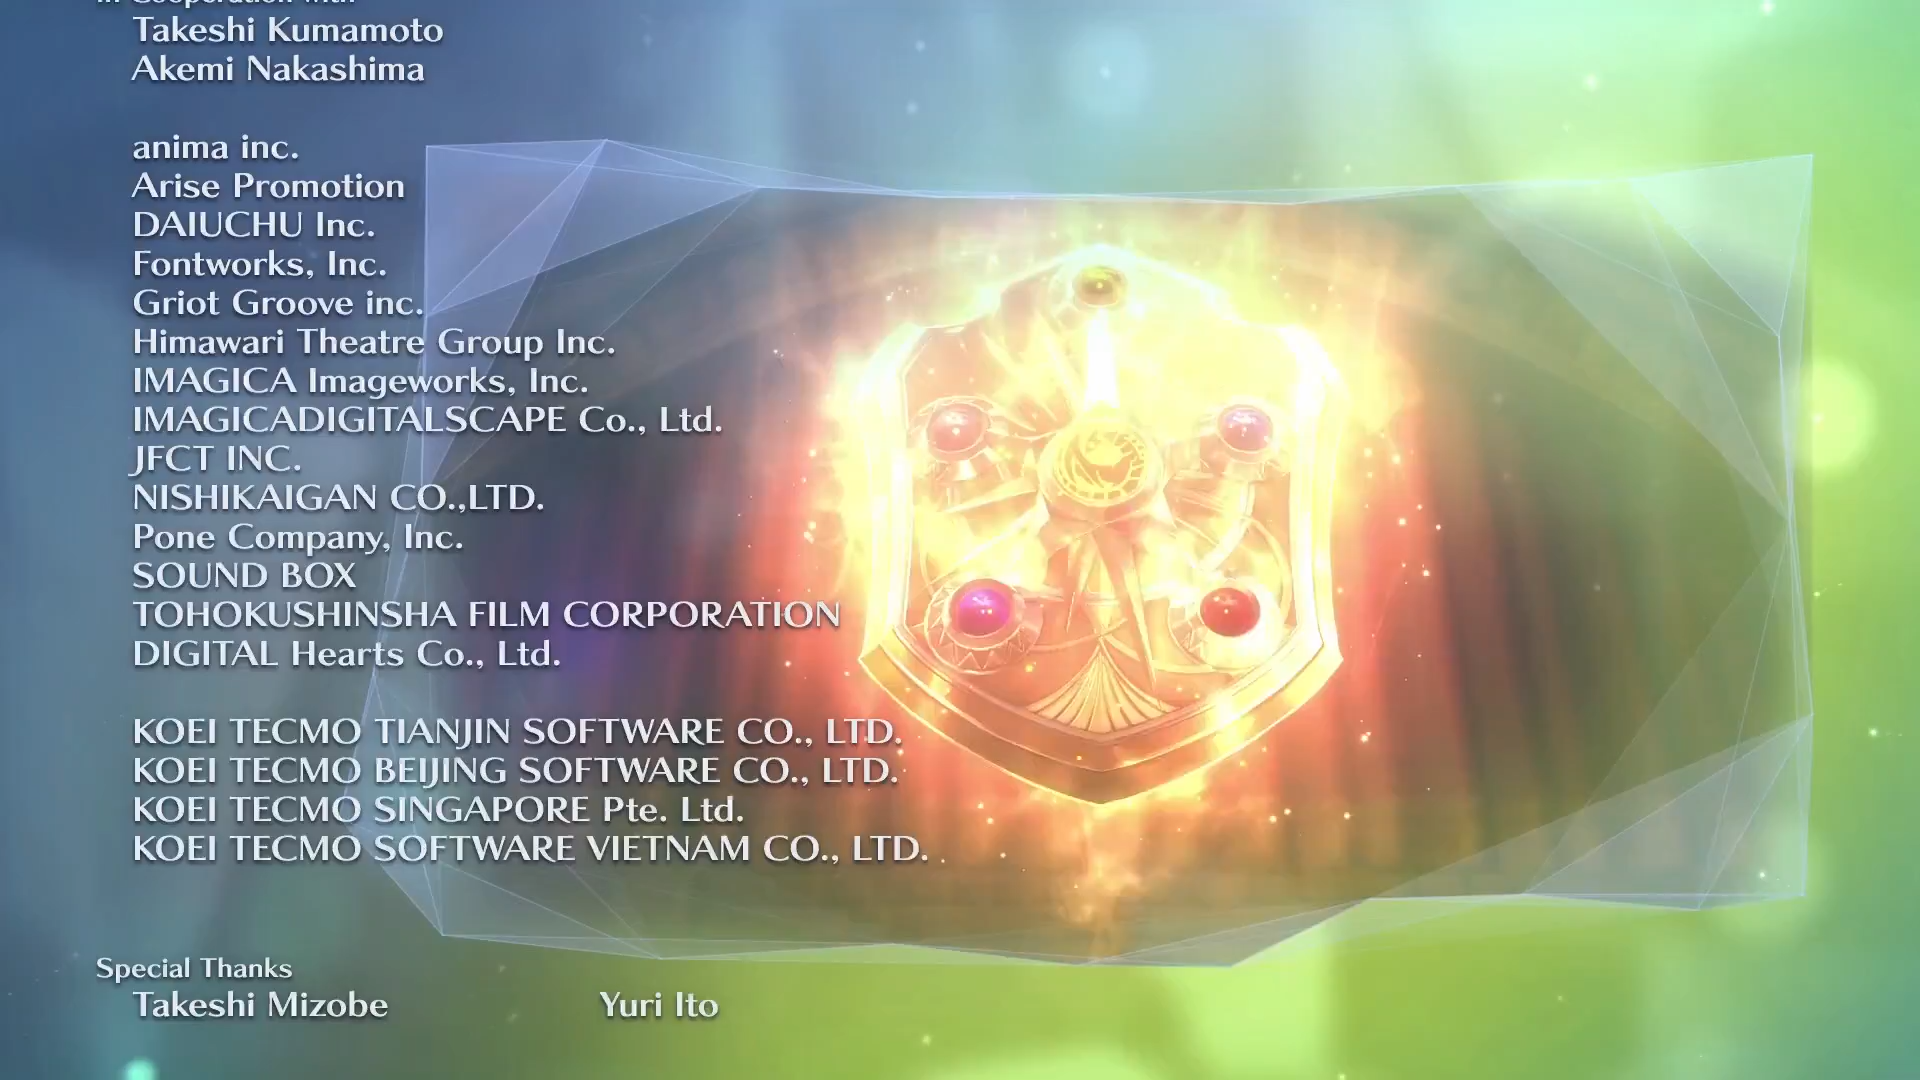 In Cooperation with
Takeshi Kumamoto
Akemi Nakashima
anima inc.
Arise Promotion
DAIUCHU Inc.
Fontworks, Inc.
Griot Groove inc.
Himawari Theatre Group Inc.
IMAGICA Imageworks, Inc.
IMAGICADIGITALSCAPE Co., Ltd.
JFCT INC.
NISHIKAIGAN CO.,LTD.
Pone Company, Inc.
SOUND BOX
TOHOKUSHINSHA FILM CORPORATION
DIGITAL Hearts Co., Ltd.
KOEI TECMO TIANJIN SOFTWARE CO., LTD.
KOEI TECMO BEIJING SOFTWARE CO., LTD.
KOEI TECMO SINGAPORE Pte. Ltd.
KOEI TECMO SOFTWARE VIETNAM CO., LTD.
Special Thanks
Takeshi Mizobe Yuri Ito